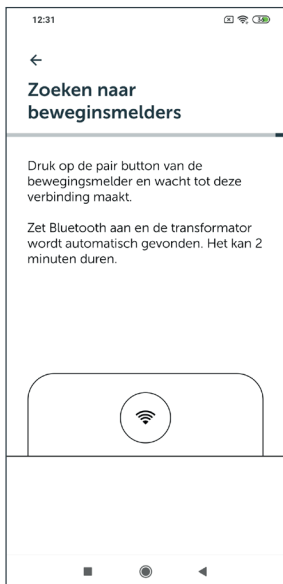 12:31
Zoeken naar
beweginsmelders
Druk op de pair button van de
bewegingsmelder en wacht tot deze
verbinding maakt.
Zet Bluetooth aan en de transformator
wordt automatisch gevonden. Het kan 2
minuten duren.